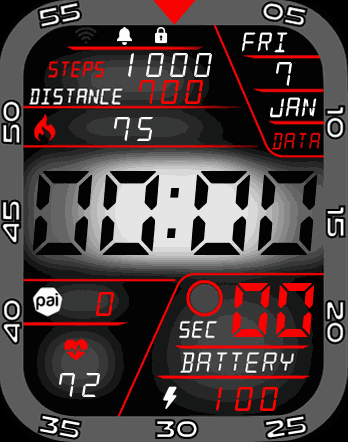 55 05
STEPS 1000
DISTANCE 700
75
FRI
7
JAN
DATA
50 10
00:00
45 15
pai 0
72
SEC 00
BATTERY
100
40 20
35 30 25